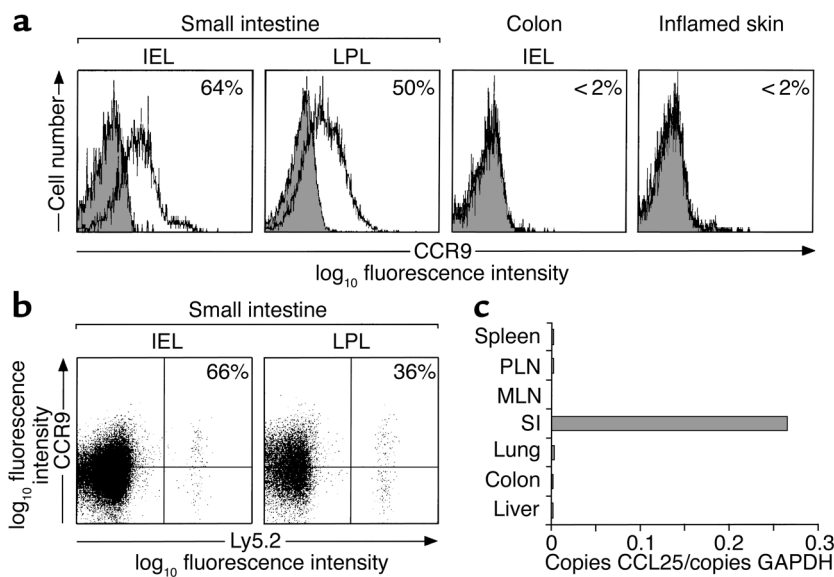 a
Small intestine
Colon
Inflamed skin
IEL
LPL
IEL
64%
50%
<2%
<2%
Cell number
CCR9
log10 fluorescence intensity
b
Small intestine
IEL
LPL
66%
36%
log10 fluorescence
intensity
CCR9
Ly5.2
log10 fluorescence intensity
c
Spleen
PLN
MLN
SI
Lung
Colon
Liver
0 0.1 0.2 0.3
Copies CCL25/copies GAPDH